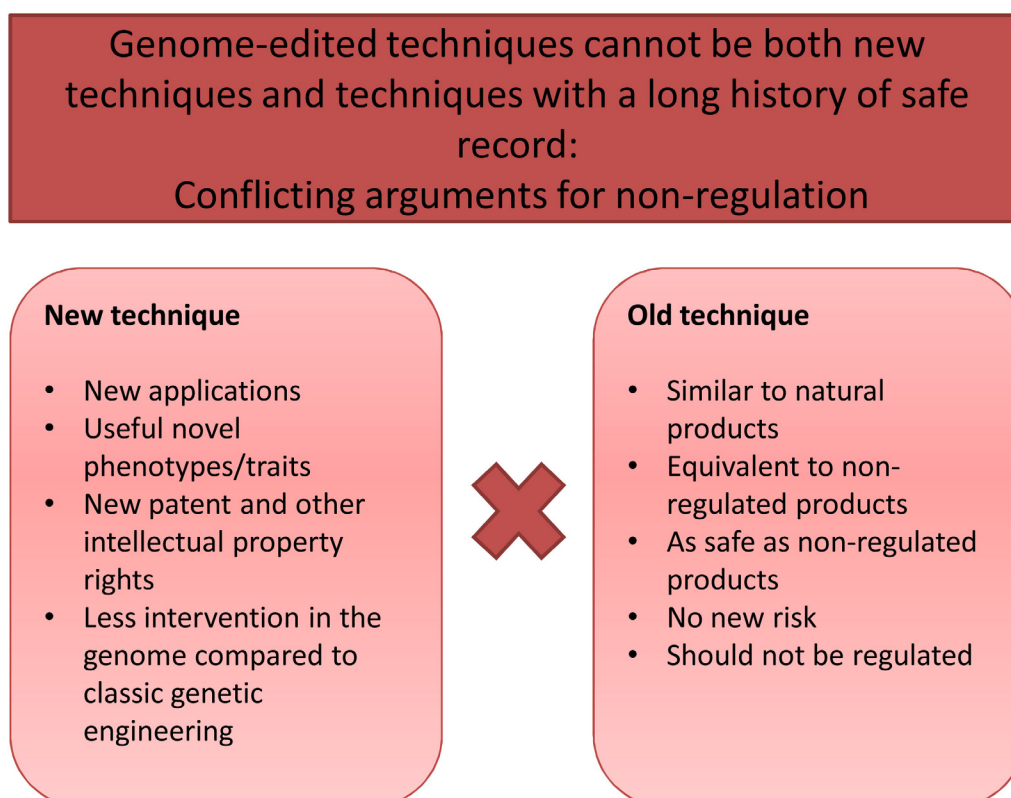 Genome-edited techniques cannot be both new
techniques and techniques with a long history of safe
record:
Conflicting arguments for non-regulation
New technique
• New applications
• Useful novel
phenotypes/traits
• New patent and other
intellectual property
rights
• Less intervention in the
genome compared to
classic genetic
engineering
Old technique
• Similar to natural
products
• Equivalent to non-
regulated products
• As safe as non-regulated
products
• No new risk
• Should not be regulated